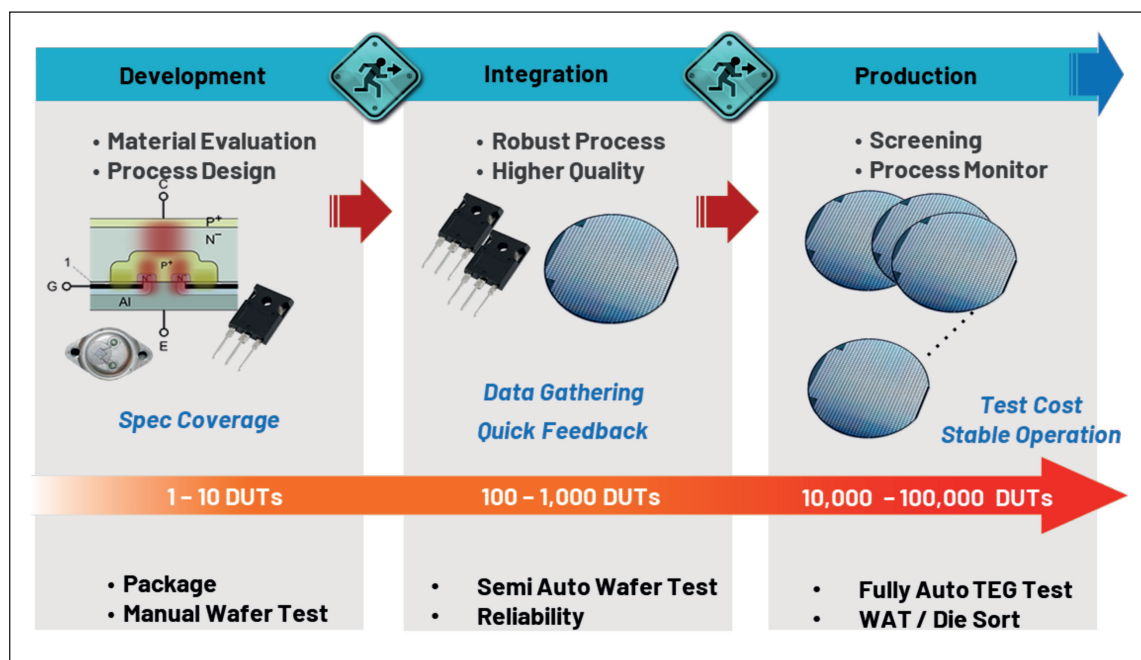 Development
Integration
Production
• Material Evaluation
• Process Design
C
P+
N−
P+
N−
N−
1
G
Al
E
Spec Coverage
• Robust Process
• Higher Quality
Data Gathering
Quick Feedback
• Screening
• Process Monitor
Test Cost
Stable Operation
1 – 10 DUTs
100 – 1,000 DUTs
10,000 – 100,000 DUTs
• Package
• Manual Wafer Test
• Semi Auto Wafer Test
• Reliability
• Fully Auto TEG Test
• WAT / Die Sort